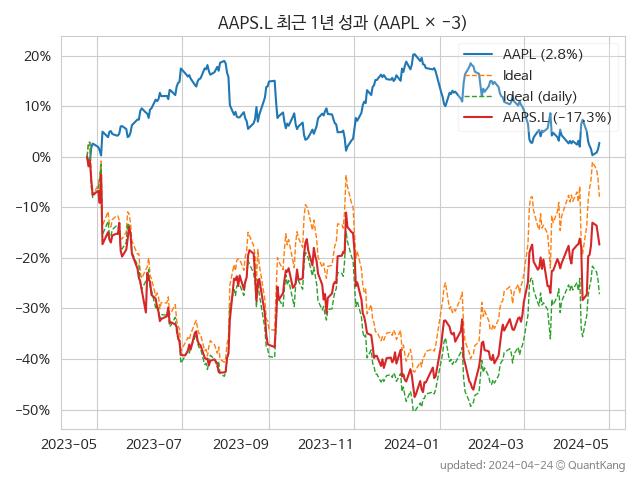 AAPS.L 최근 1년 성과 (AAPL × −3)
20%
10%
0%
−10%
−20%
−30%
−40%
−50%
AAPL (2.8%)
Ideal
Ideal (daily)
AAPS.L (−17.3%)
2023-05 2023-07 2023-09 2023-11 2024-01 2024-03 2024-05
updated: 2024-04-24 © QuantKang